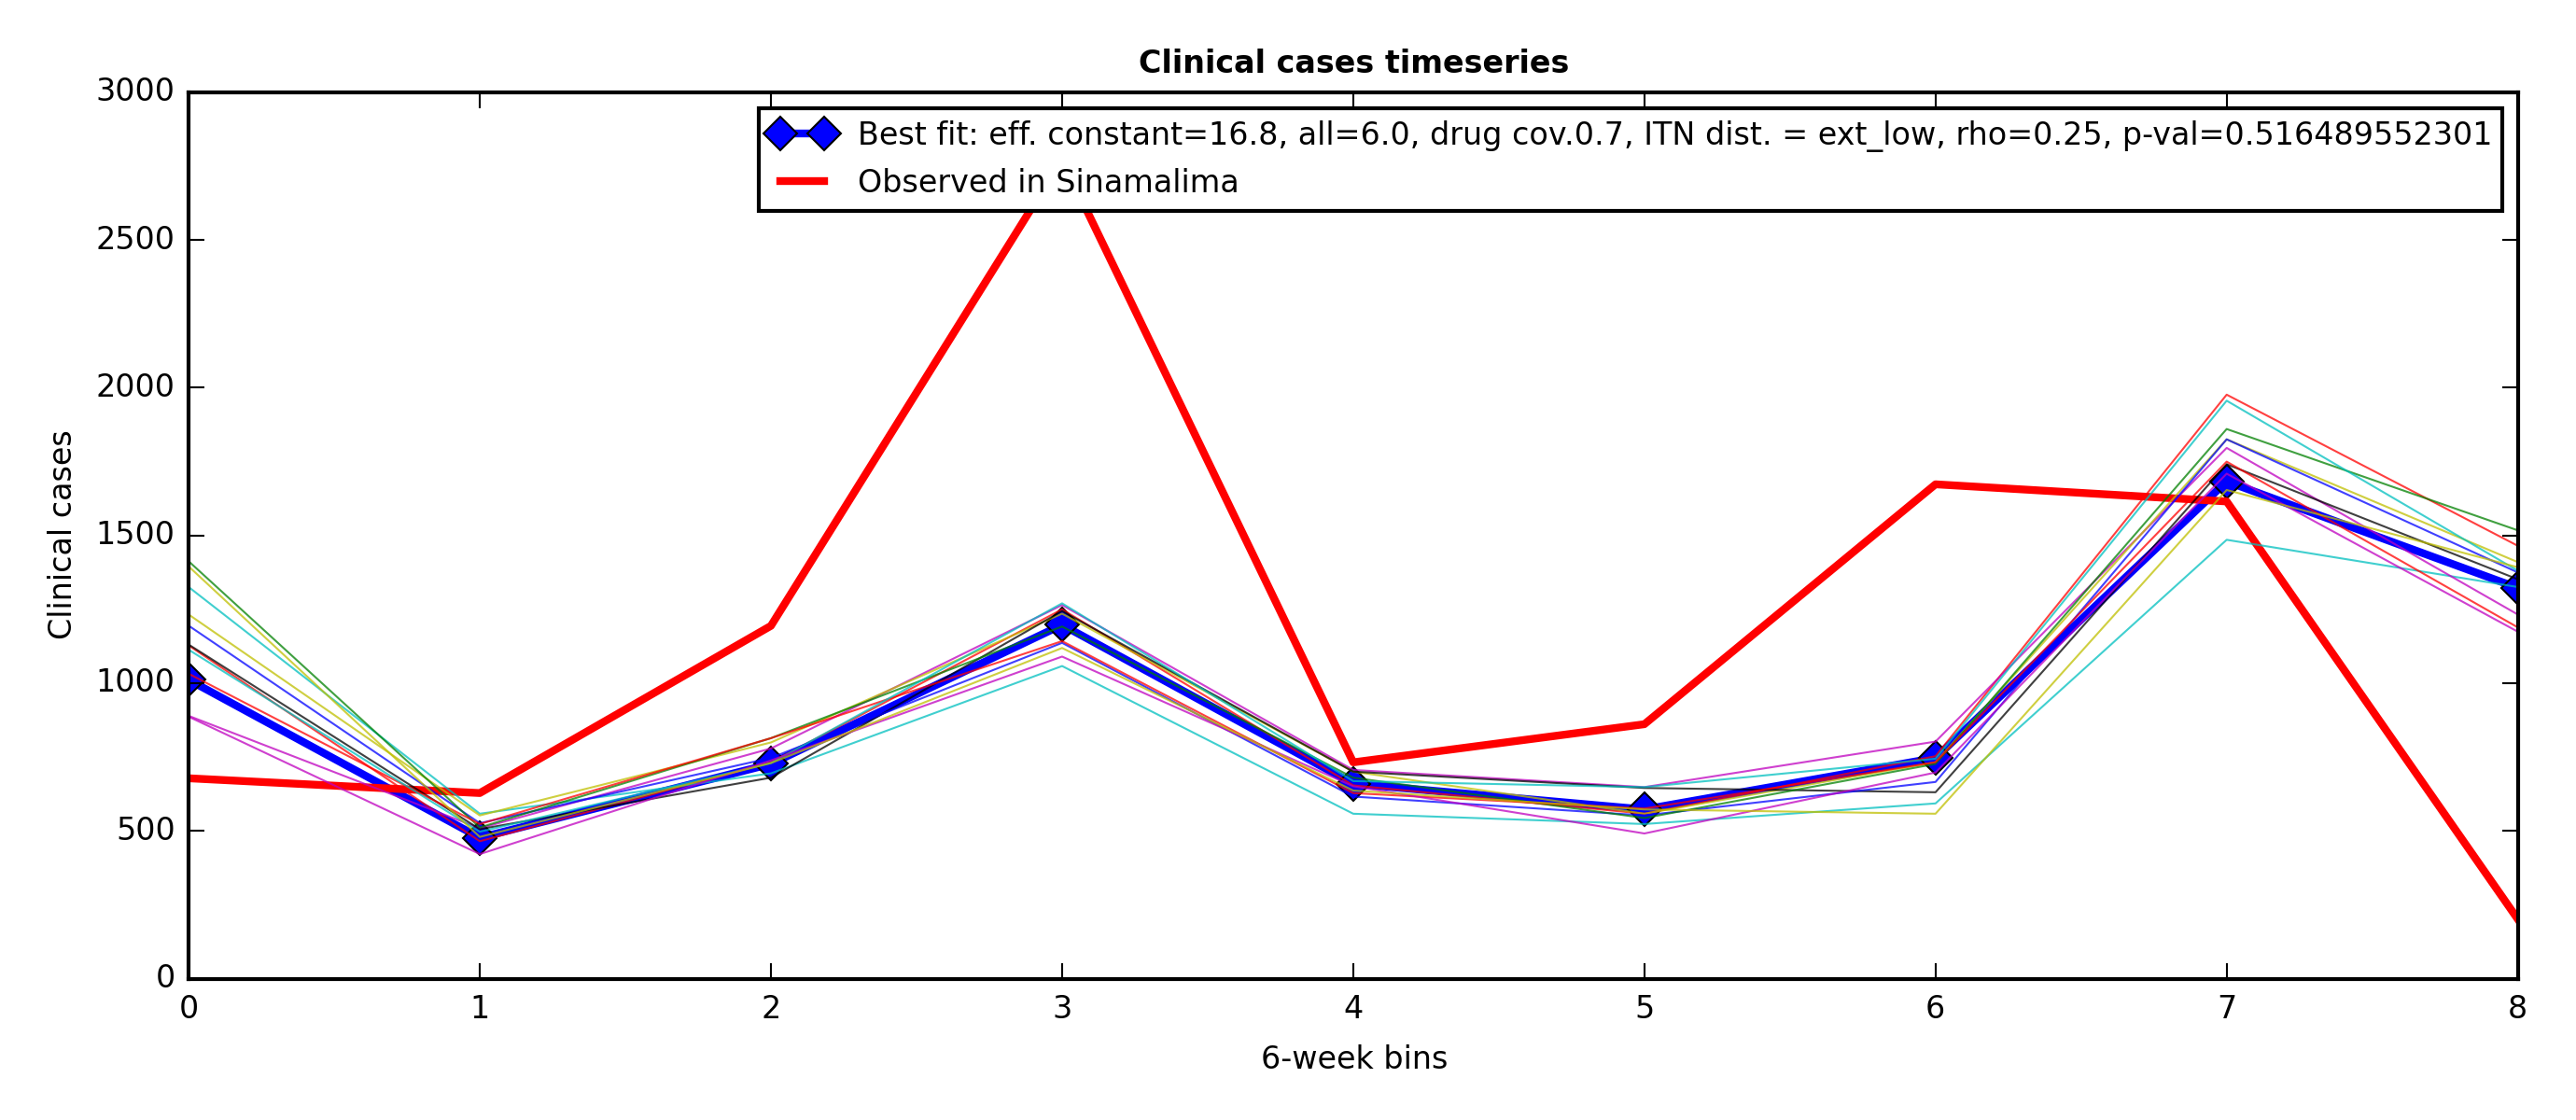 Clinical cases timeseries
3000
2500
2000
1500
1000
500
0
Clinical cases
Best fit: eff. constant=16.8, all=6.0, drug cov.0.7, ITN dist. = ext_low, rho=0.25, p-val=0.516489552301
Observed in Sinamalima
0 1 2 3 4 5 6 7 8
6-week bins